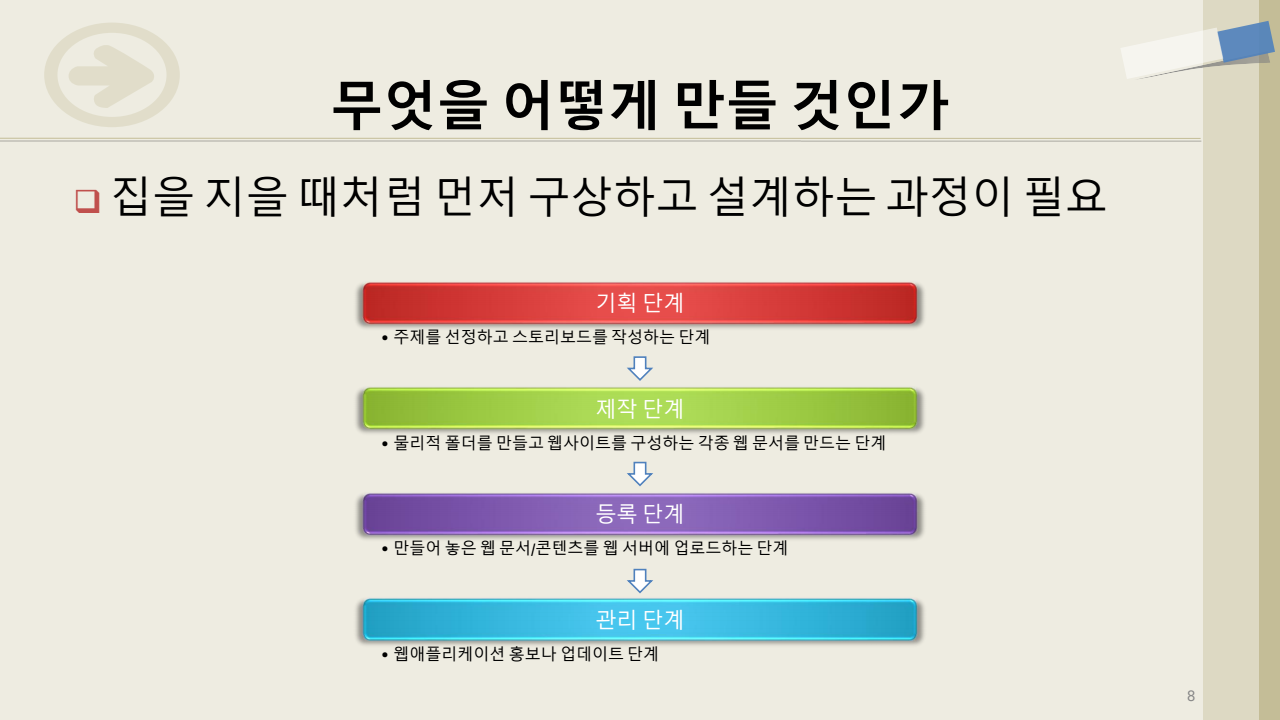 무엇을 어떻게 만들 것인가
❑ 집을 지을 때처럼 먼저 구상하고 설계하는 과정이 필요
기획 단계
• 주제를 선정하고 스토리보드를 작성하는 단계
제작 단계
• 물리적 폴더를 만들고 웹사이트를 구성하는 각종 웹 문서를 만드는 단계
등록 단계
• 만들어 놓은 웹 문서/콘텐츠를 웹 서버에 업로드하는 단계
관리 단계
• 웹애플리케이션 홍보나 업데이트 단계
8